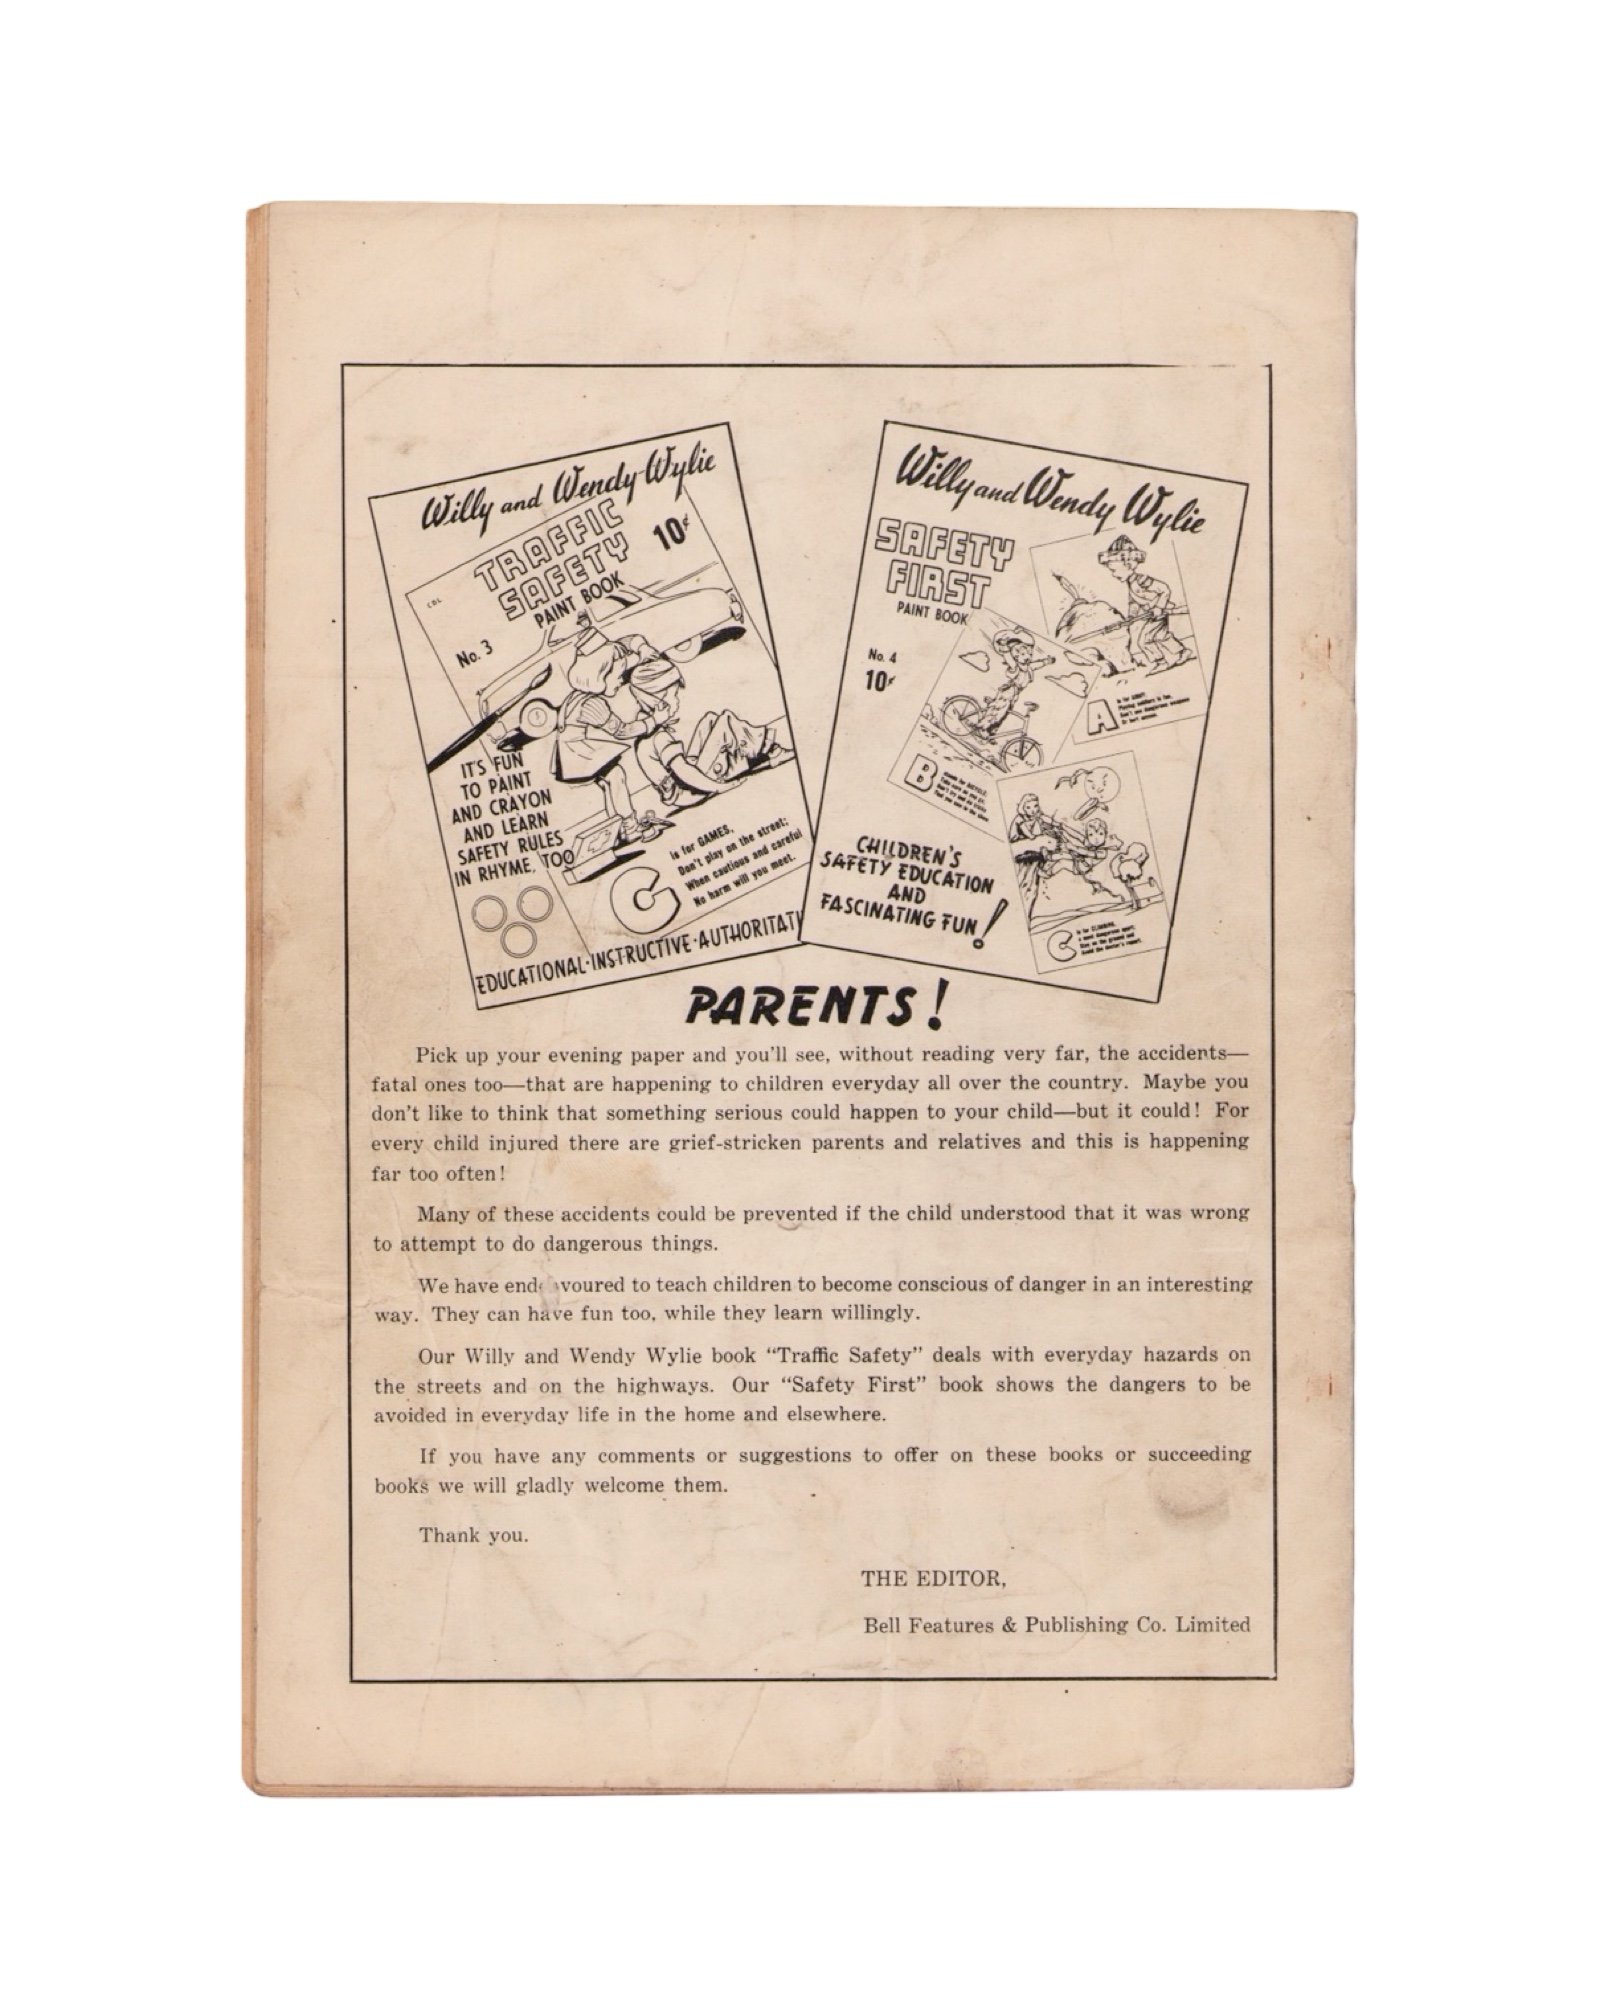 Willy and Wendy Wylie
TRAFFIC
SAFETY
PAINT BOOK
10¢
CDL
No. 3
IT'S FUN
TO PAINT
AND CRAYON
AND LEARN
SAFETY RULES
IN RHYME, TOO
G
is for GAMES.
Don't play on the street;
When cautious and careful
No harm will you meet.
EDUCATIONAL·INSTRUCTIVE·AUTHORITATI
Willy and Wendy Wylie
SAFETY
FIRST
PAINT BOOK
No. 4
10¢
A
B
C
is for CLIMBING,
CHILDREN'S
SAFETY EDUCATION
AND
FASCINATING FUN!
PARENTS!
Pick up your evening paper and you'll see, without reading very far, the accidents—
fatal ones too—that are happening to children everyday all over the country. Maybe you
don't like to think that something serious could happen to your child—but it could! For
every child injured there are grief-stricken parents and relatives and this is happening
far too often!
Many of these accidents could be prevented if the child understood that it was wrong
to attempt to do dangerous things.
We have endeavoured to teach children to become conscious of danger in an interesting
way. They can have fun too, while they learn willingly.
Our Willy and Wendy Wylie book “Traffic Safety” deals with everyday hazards on
the streets and on the highways. Our “Safety First” book shows the dangers to be
avoided in everyday life in the home and elsewhere.
If you have any comments or suggestions to offer on these books or succeeding
books we will gladly welcome them.
Thank you.
THE EDITOR,
Bell Features & Publishing Co. Limited